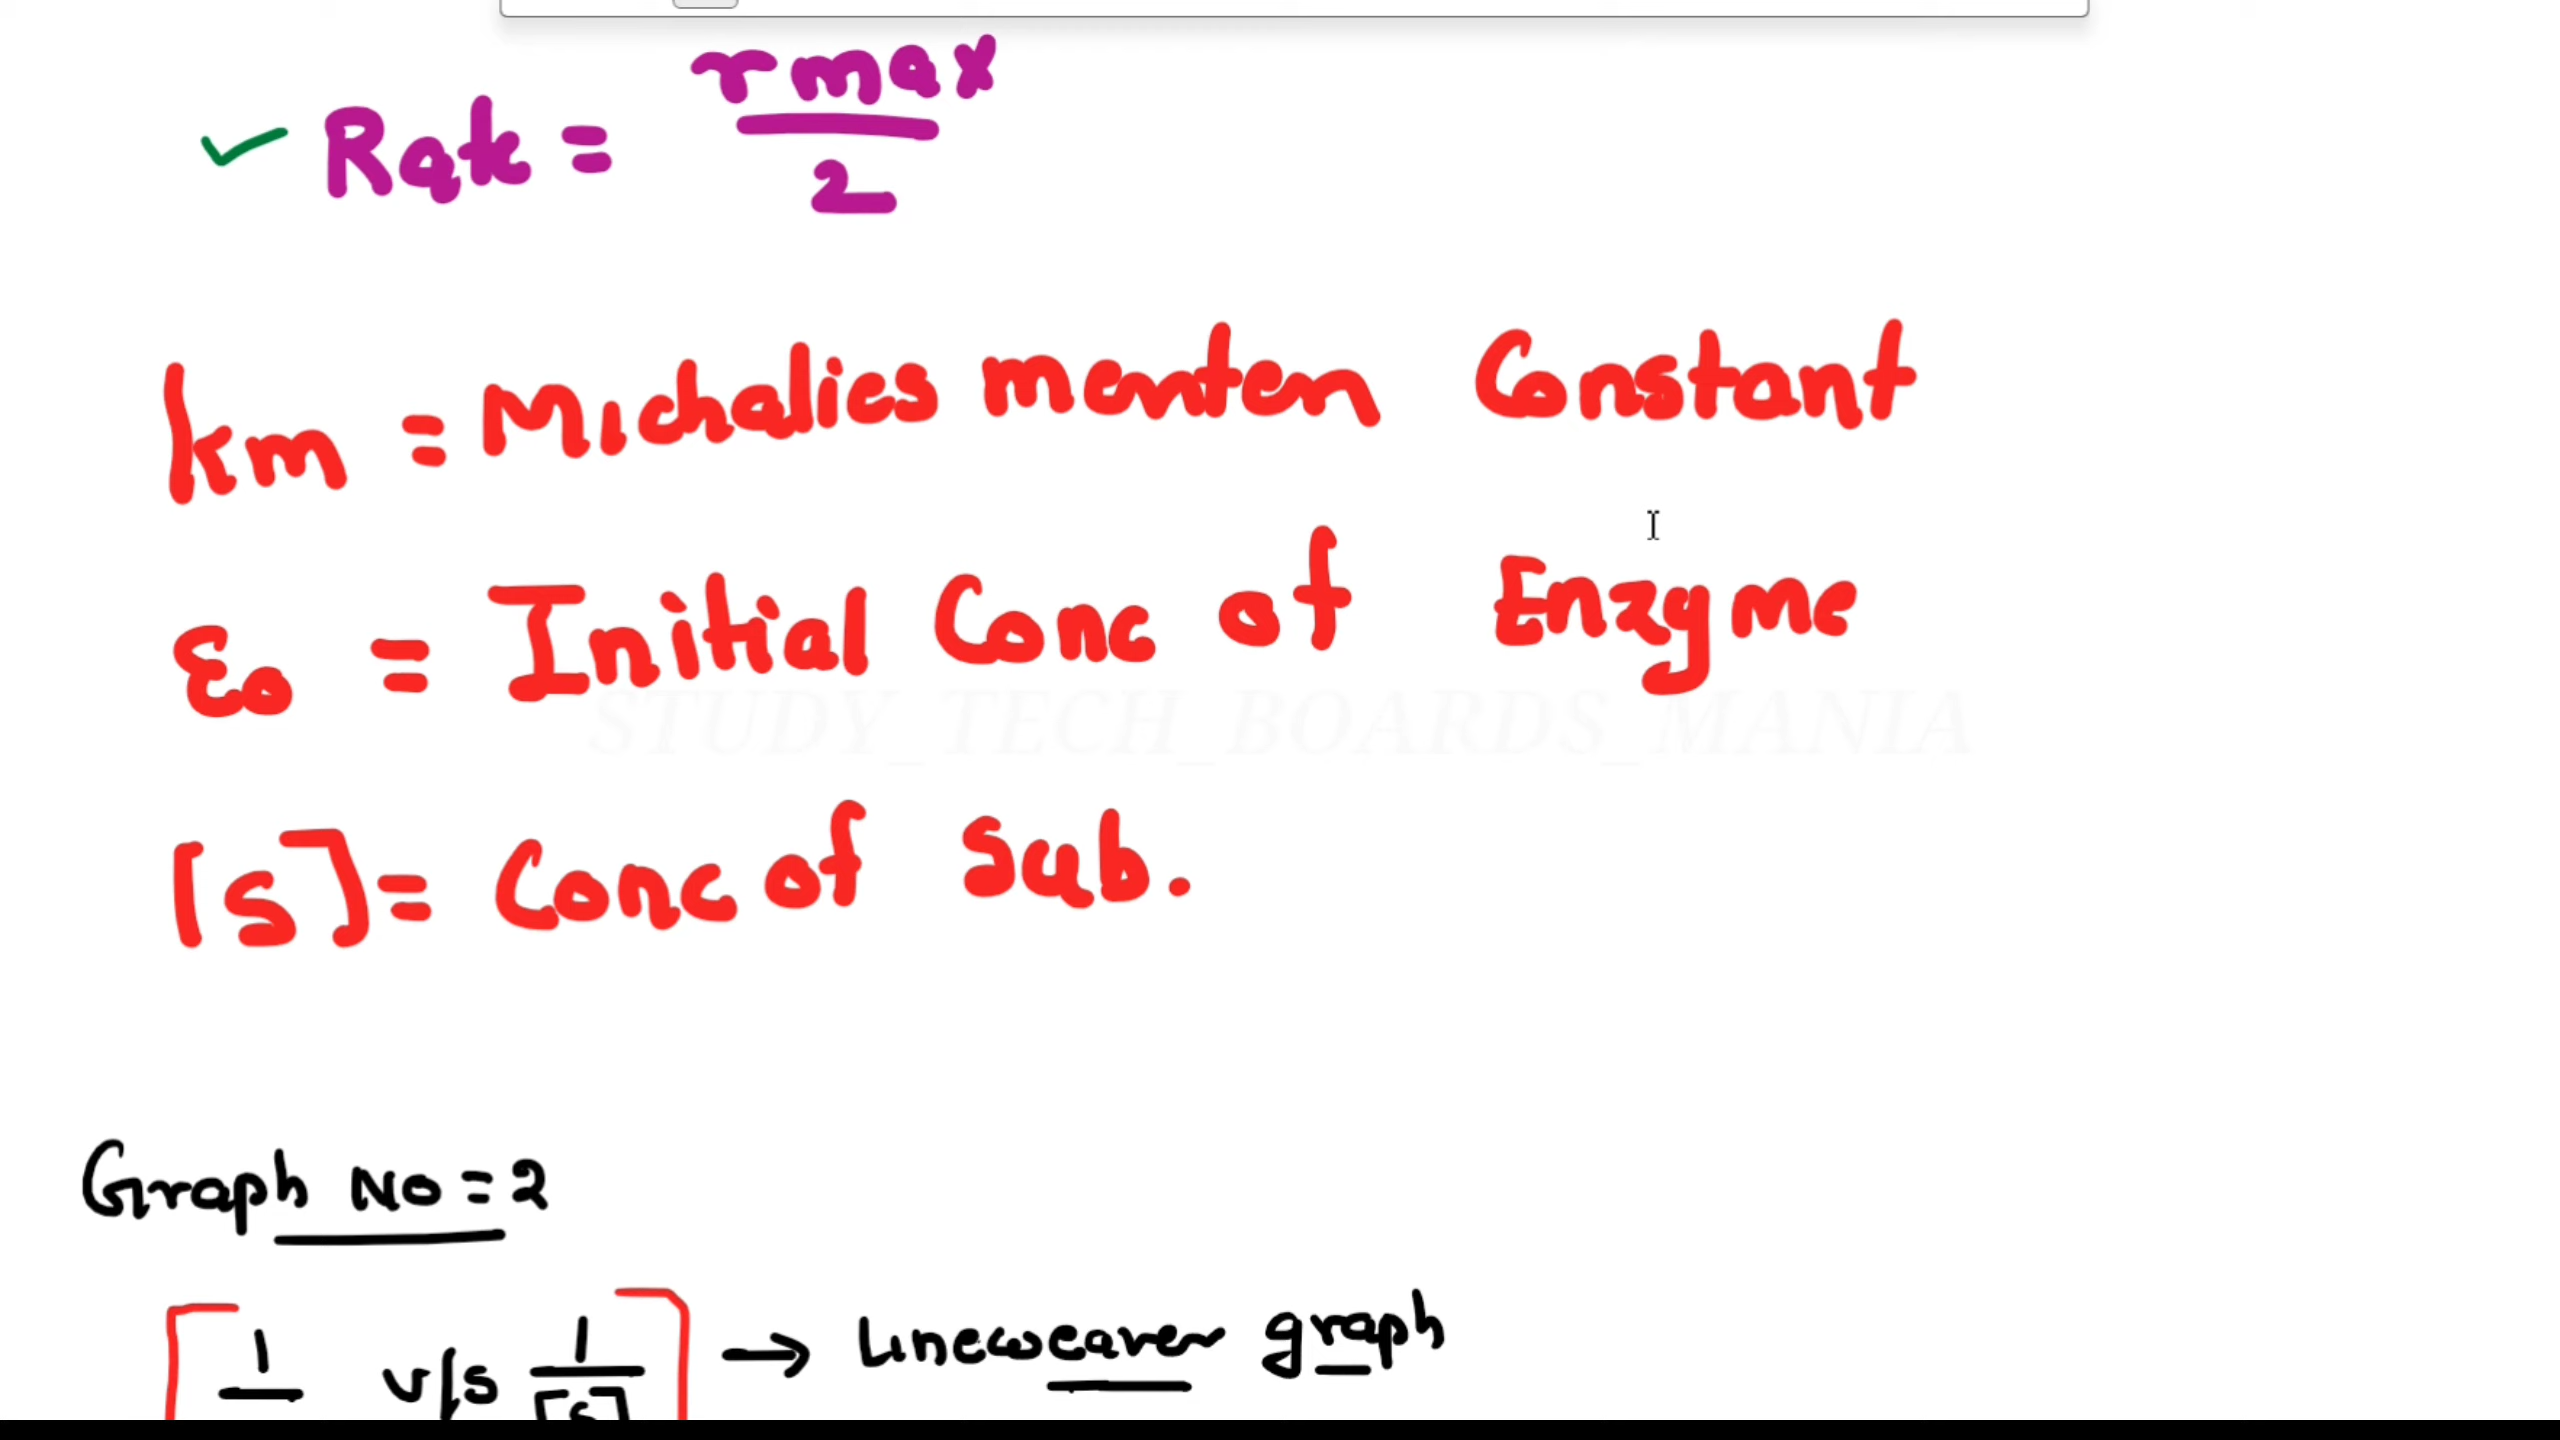 rmax
Rate =
2
km = Michalies menten Constant
E₀ = Initial Conc of Enzyme
STUDY_TECH_BOARDS_MANIA
[s] = Conc of Sub.
Graph No = 2
1 v/s 1 → Lineweaver graph
[s]